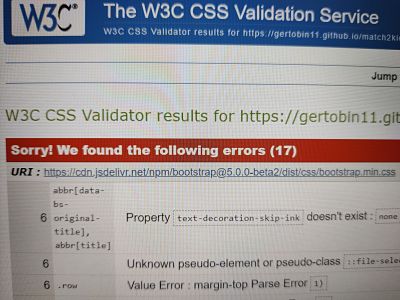 W3C®
The W3C CSS Validation Service
W3C CSS Validator results for https://gertobin11.github.io/match2ki
Jump
W3C CSS Validator results for https://gertobin11.git
Sorry! We found the following errors (17)
URI : https://cdn.jsdelivr.net/npm/bootstrap@5.0.0-beta2/dist/css/bootstrap.min.css
6 abbr[data-
bs-
original-
title],
abbr[title] Property text-decoration-skip-ink doesn't exist : none
6 Unknown pseudo-element or pseudo-class ::file-selec
6 .row Value Error : margin-top Parse Error 1)